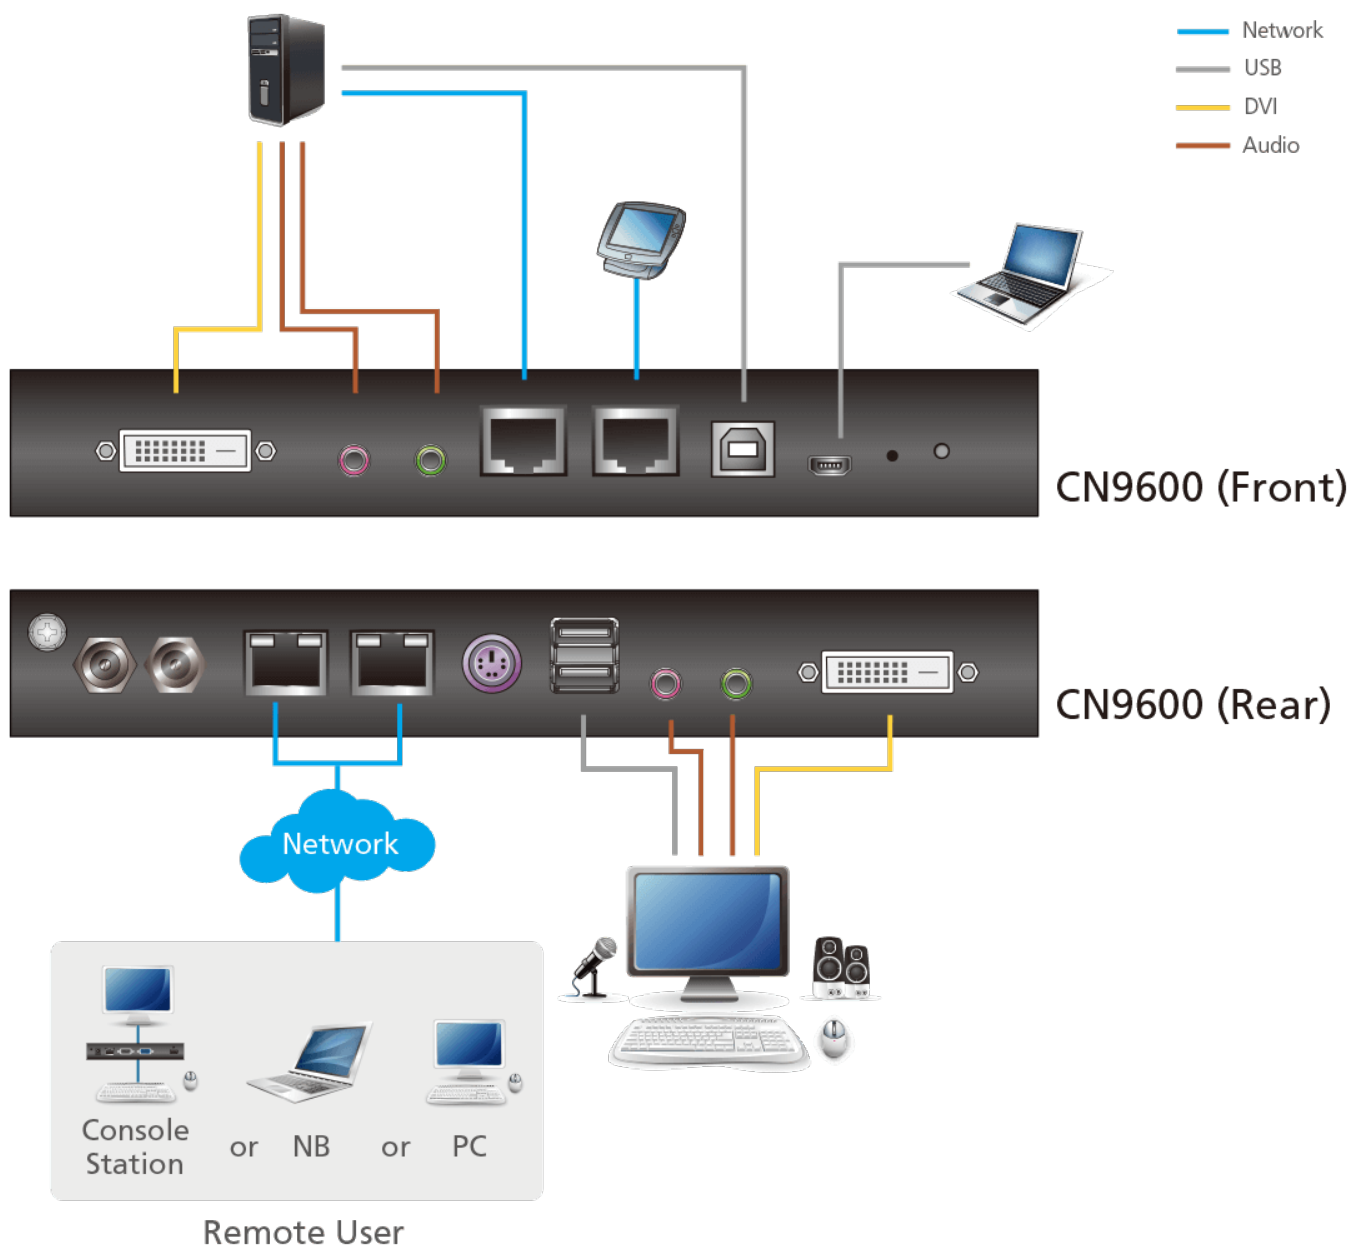 Network
USB
DVI
Audio
CN9600 (Front)
CN9600 (Rear)
Network
Console
Station
or
NB
or
PC
Remote User